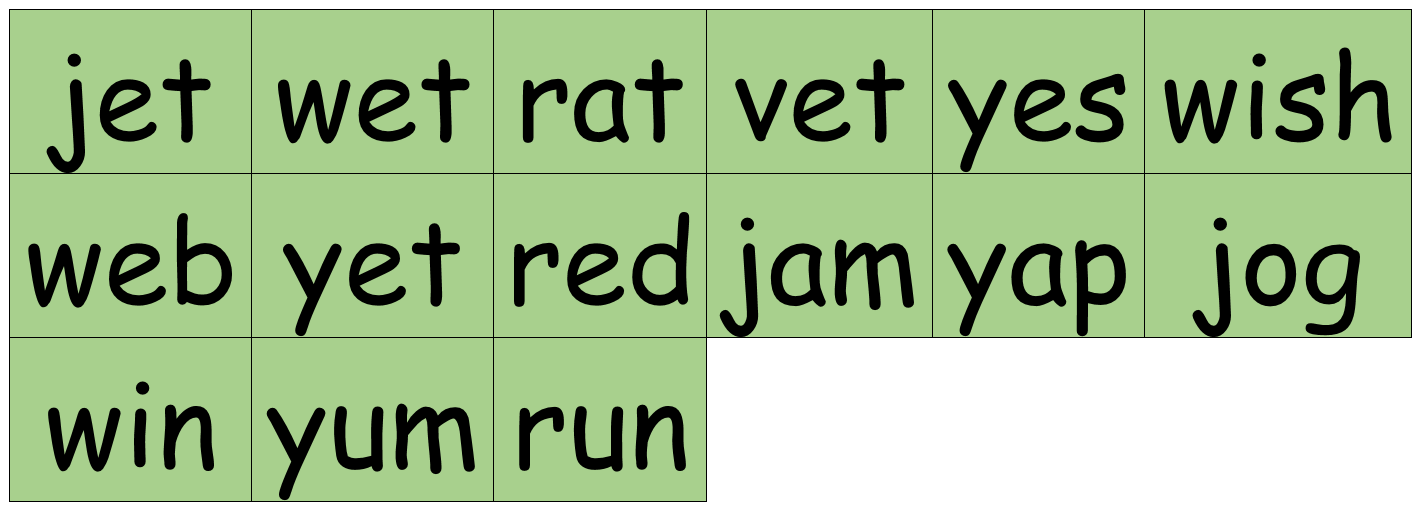 jet wet rat vet yes wish
web yet red jam yap jog
win yum run